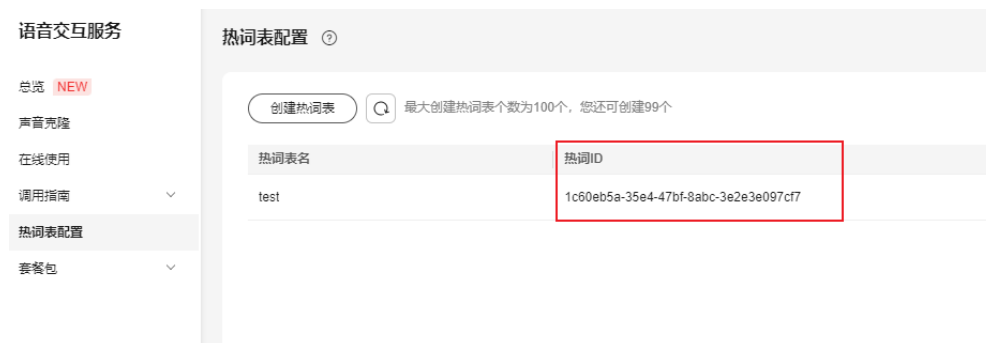 语音交互服务
总览 NEW
声音克隆
在线使用
调用指南
热词表配置
套餐包
热词表配置 ?
创建热词表 最大创建热词表个数为100个，您还可创建99个
热词表名 热词ID
test 1c60eb5a-35e4-47bf-8abc-3e2e3e097cf7